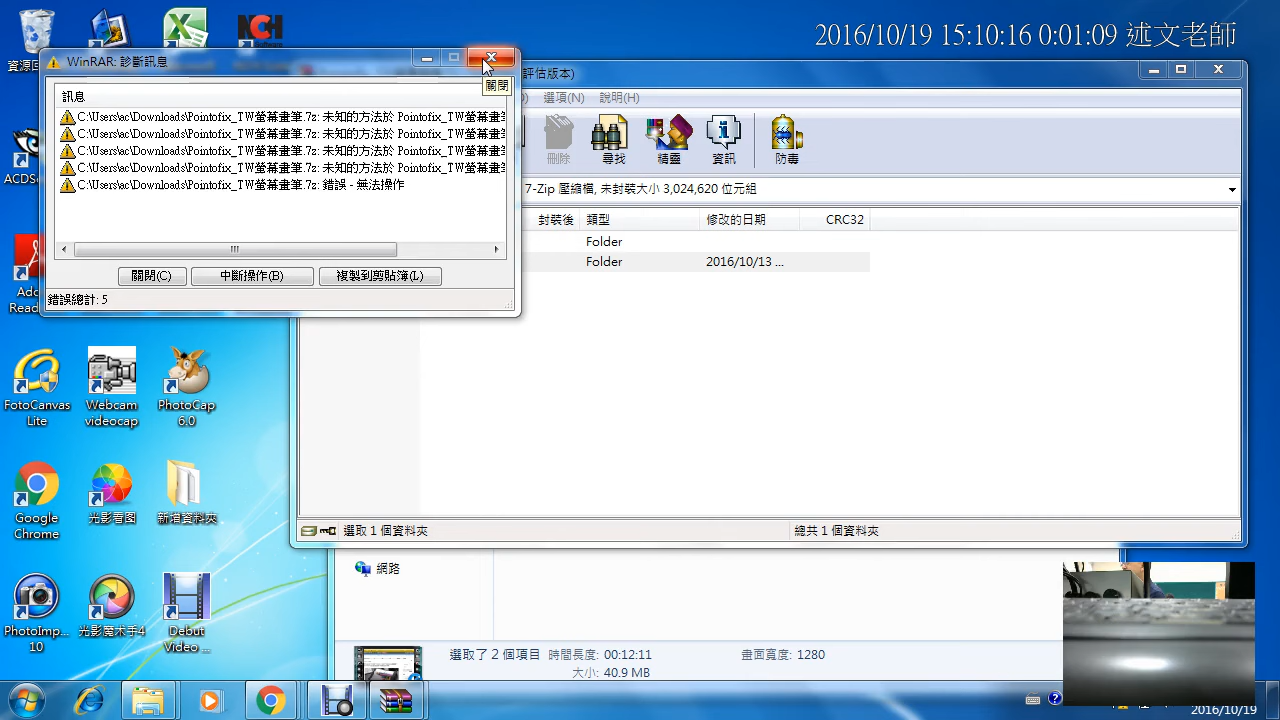 2016/10/19 15:10:16 0:01:09 述文老師
NCH
資源回
WinRAR: 診斷訊息
關閉
訊息
C:\Users\ac\Downloads\Pointofix_TW螢幕畫筆.7z: 未知的方法於 Pointofix_TW螢幕畫筆
C:\Users\ac\Downloads\Pointofix_TW螢幕畫筆.7z: 未知的方法於 Pointofix_TW螢幕畫筆
C:\Users\ac\Downloads\Pointofix_TW螢幕畫筆.7z: 未知的方法於 Pointofix_TW螢幕畫筆
C:\Users\ac\Downloads\Pointofix_TW螢幕畫筆.7z: 未知的方法於 Pointofix_TW螢幕畫筆
C:\Users\ac\Downloads\Pointofix_TW螢幕畫筆.7z: 錯誤 - 無法操作
關閉(C) 中斷操作(B) 複製到剪貼簿(L)
錯誤總計: 5
評估版本)
選項(N) 說明(H)
刪除 尋找 精靈 資訊 防毒
7-Zip 壓縮檔, 未封裝大小 3,024,620 位元組
封裝後 類型 修改的日期 CRC32
Folder
Folder 2016/10/13 ...
選取 1 個資料夾 總共 1 個資料夾
ACDSe
Ado
Read
FotoCanvas Lite
Webcam videocap
PhotoCap 6.0
Google Chrome
光影看图
新增資料夾
PhotoImp... 10
光影魔术手4
Debut Video ...
網路
選取了 2 個項目 時間長度: 00:12:11 畫面寬度: 1280
大小: 40.9 MB
2016/10/19